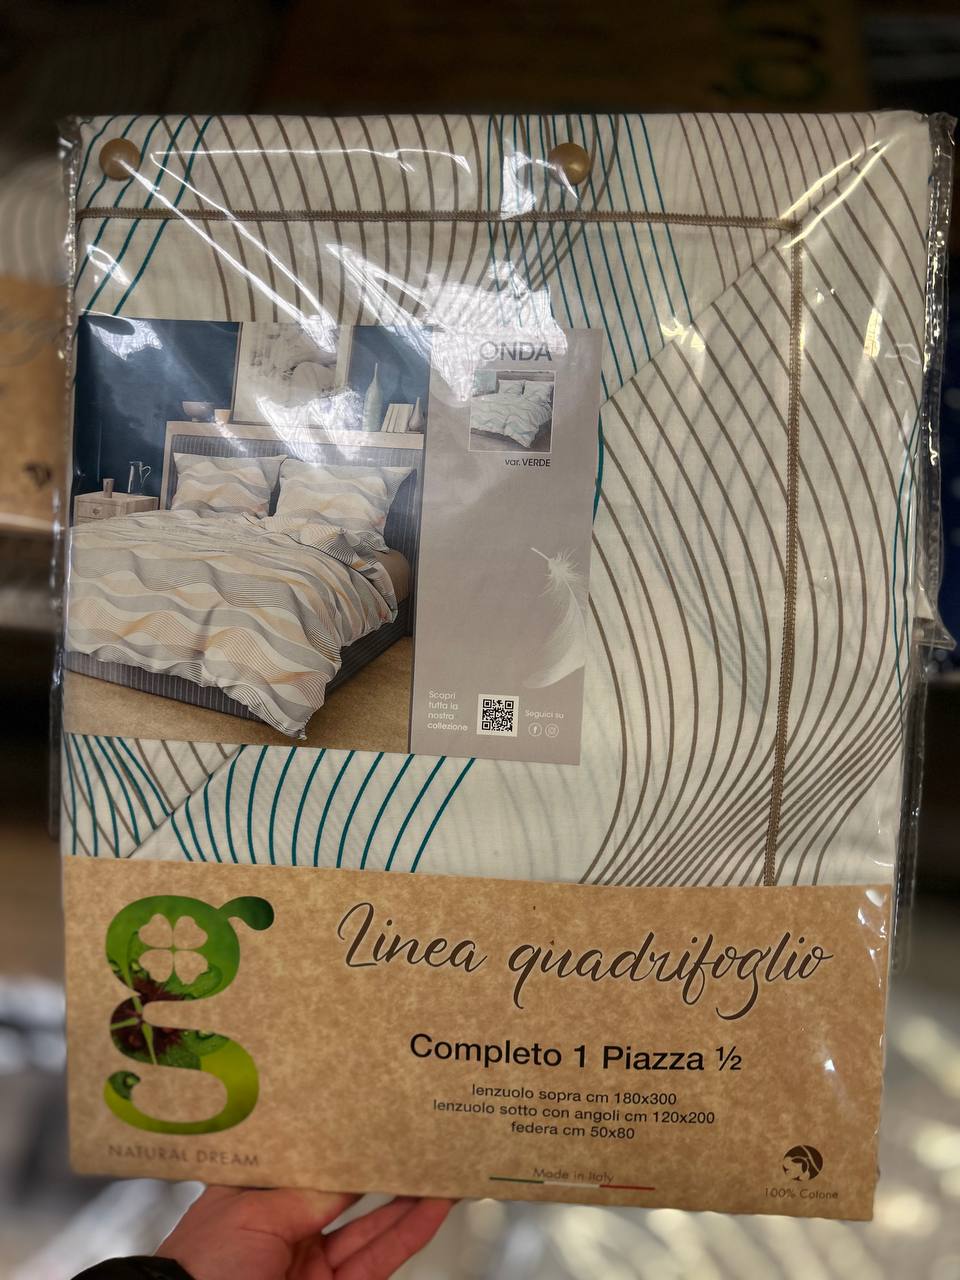 ONDA
var. VERDE
Scopri
tutta la
nostra
collezione
Seguici su
Linea quadrifoglio
Completo 1 Piazza ½
lenzuolo sopra cm 180x300
lenzuolo sotto con angoli cm 120x200
federa cm 50x80
g
NATURAL DREAM
Made in Italy
100% Cotone